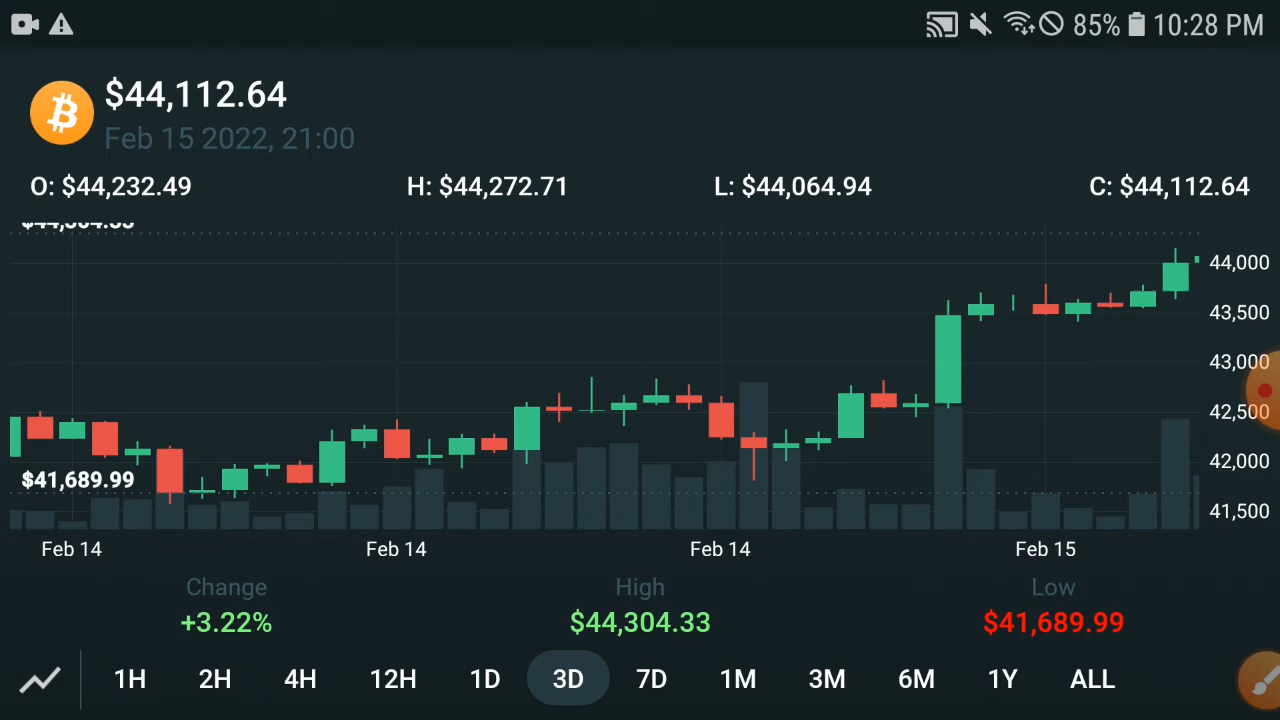 85% 10:28 PM
$44,112.64
Feb 15 2022, 21:00
O: $44,232.49 H: $44,272.71 L: $44,064.94 C: $44,112.64
$44,304.33
44,000
43,500
43,000
42,500
42,000
$41,689.99
41,500
Feb 14 Feb 14 Feb 14 Feb 15
Change High Low
+3.22% $44,304.33 $41,689.99
1H 2H 4H 12H 1D 3D 7D 1M 3M 6M 1Y ALL